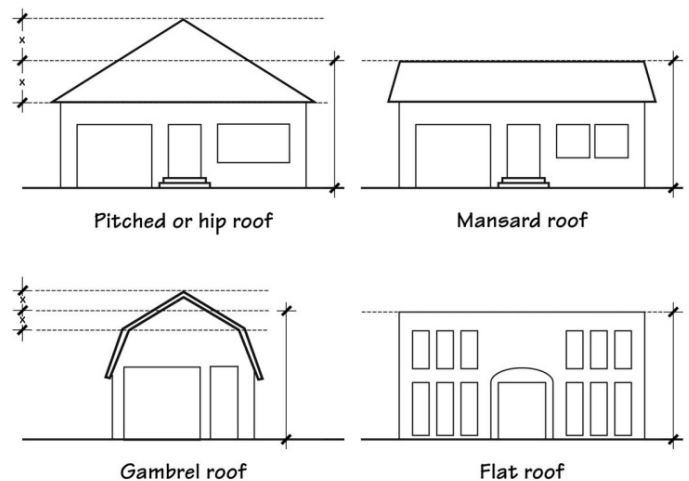 x
x
Pitched or hip roof
Mansard roof
x
x
Gambrel roof
Flat roof